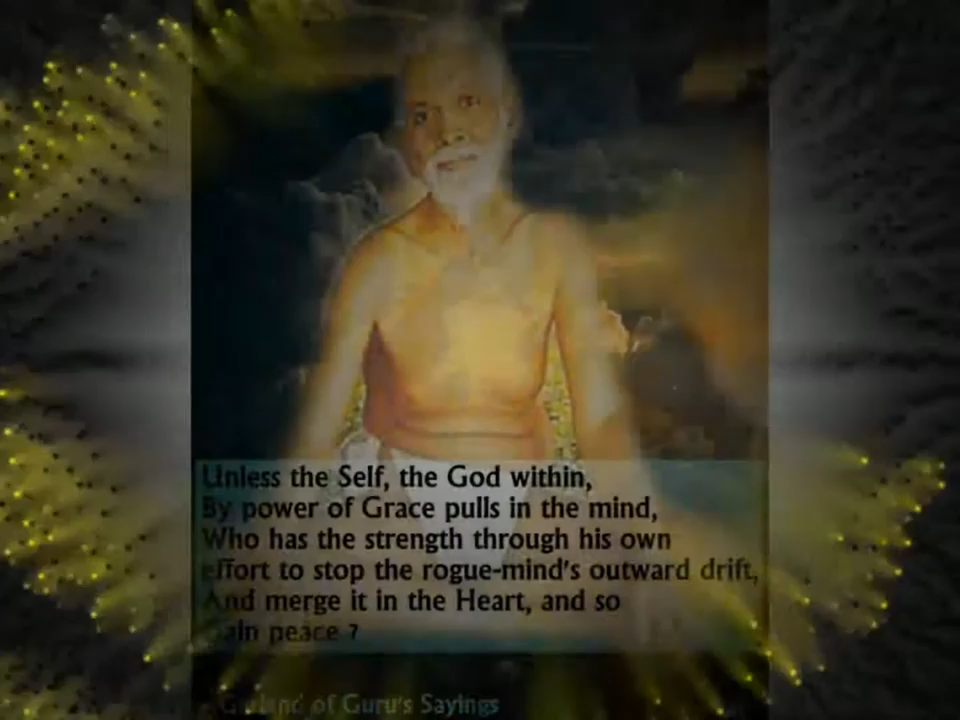 Unless the Self, the God within,
By power of Grace pulls in the mind,
Who has the strength through his own
effort to stop the rogue-mind's outward drift,
And merge it in the Heart, and so
Gain peace ?
Garland of Guru's Sayings